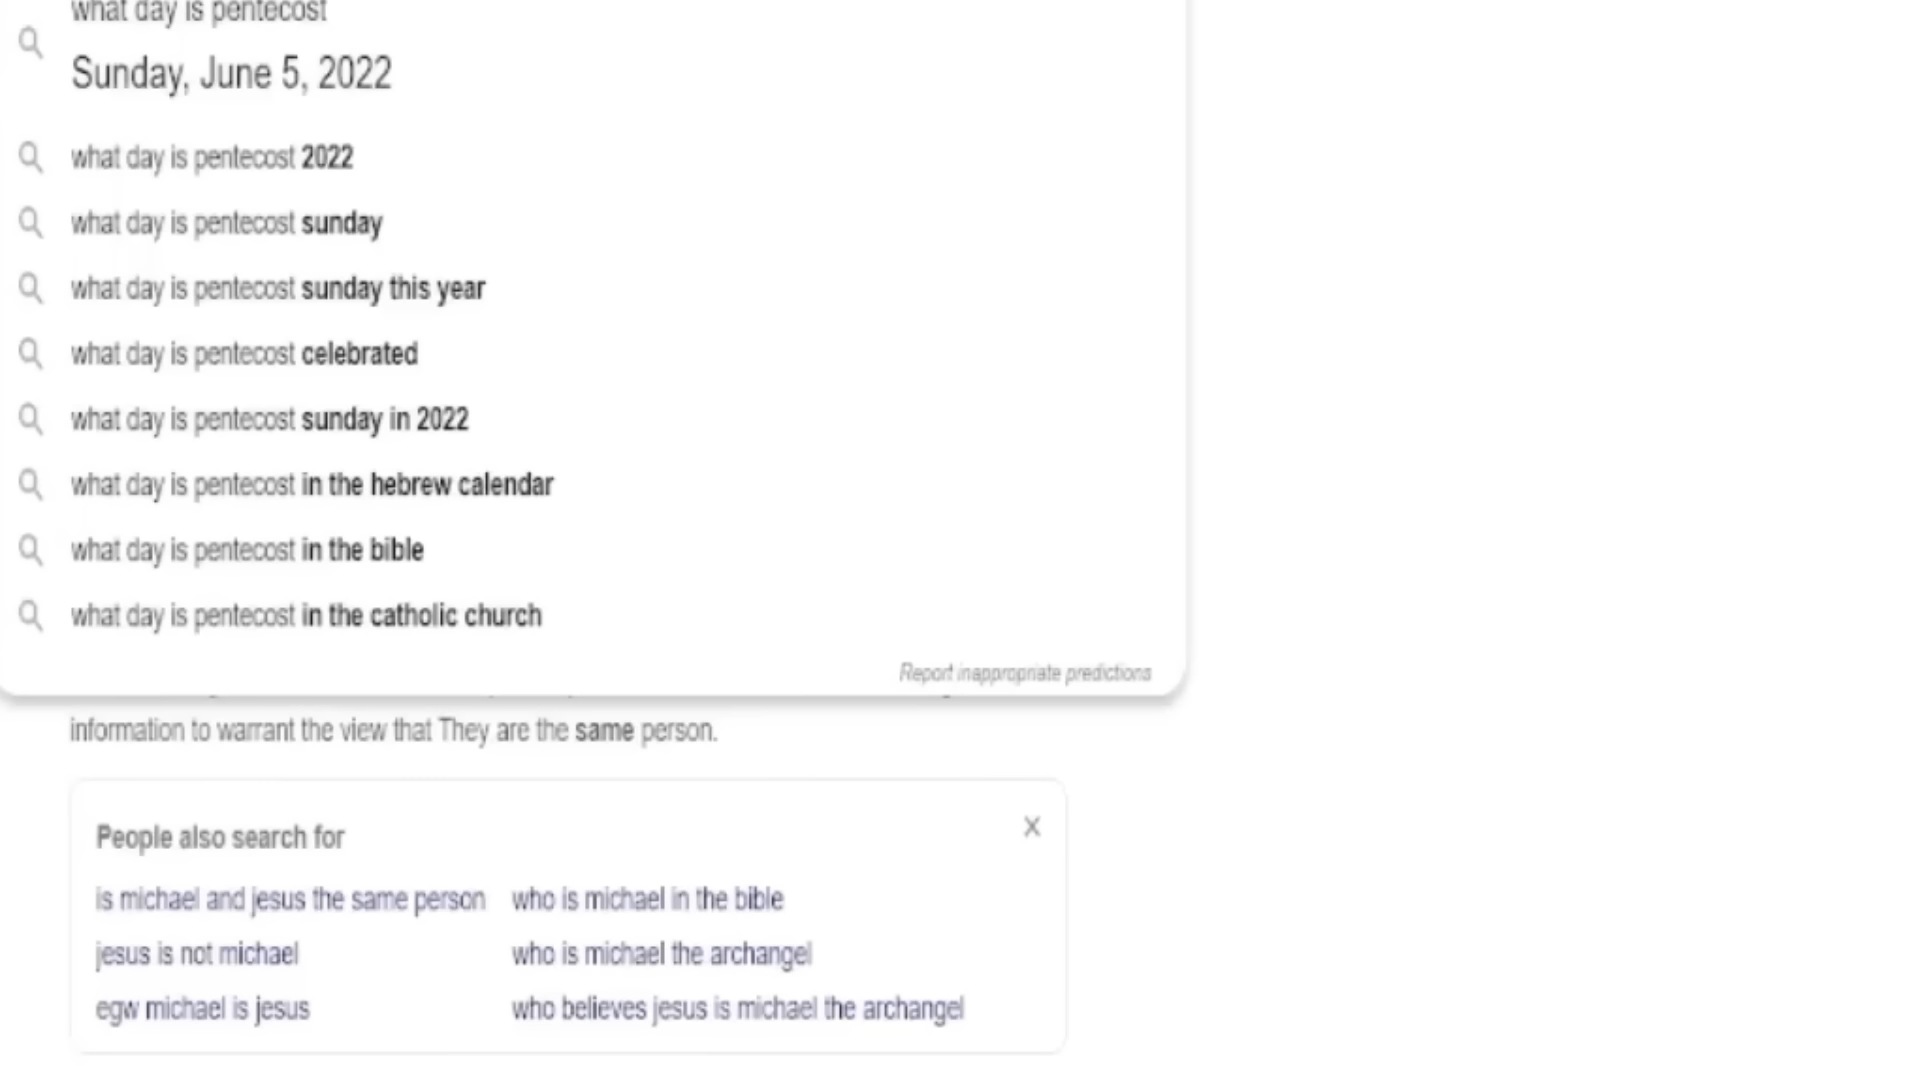 what day is pentecost
Sunday, June 5, 2022
what day is pentecost 2022
what day is pentecost sunday
what day is pentecost sunday this year
what day is pentecost celebrated
what day is pentecost sunday in 2022
what day is pentecost in the hebrew calendar
what day is pentecost in the bible
what day is pentecost in the catholic church
Report inappropriate predictions
information to warrant the view that They are the same person.
People also search for
X
is michael and jesus the same person
who is michael in the bible
jesus is not michael
who is michael the archangel
egw michael is jesus
who believes jesus is michael the archangel